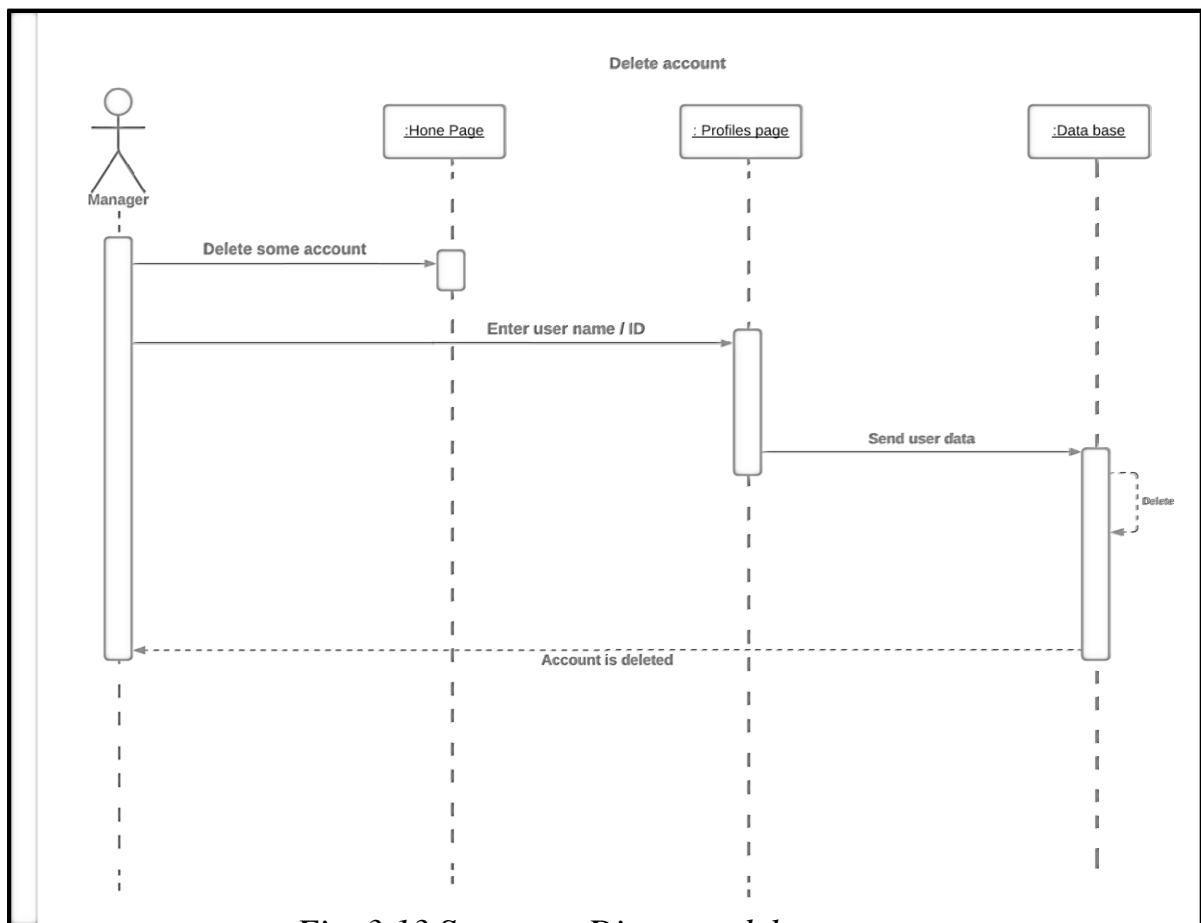 Delete account
:Hone Page
: Profiles page
:Data base
Manager
Delete some account
Enter user name / ID
Send user data
Delete
Account is deleted